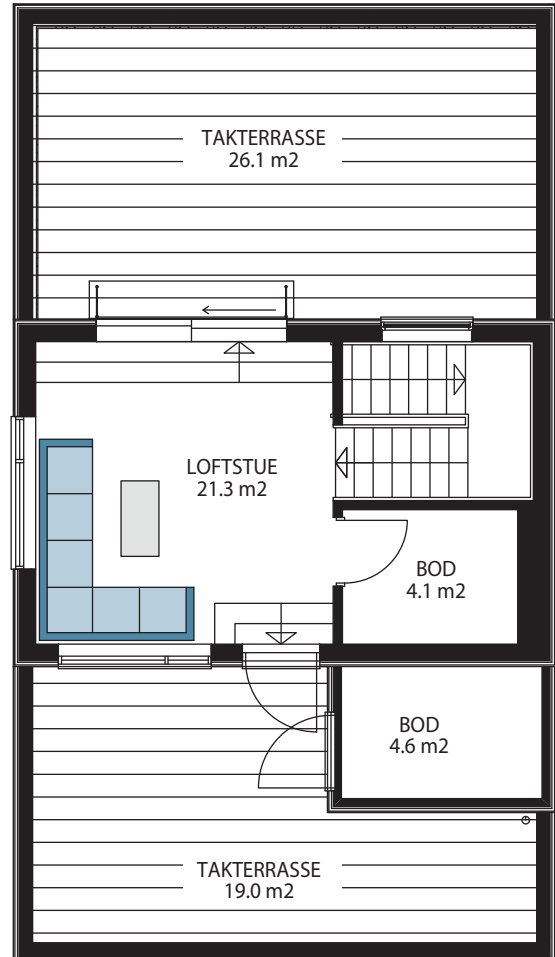 TAKTERRASSE
26.1 m2
LOFTSTUE
21.3 m2
BOD
4.1 m2
BOD
4.6 m2
TAKTERRASSE
19.0 m2